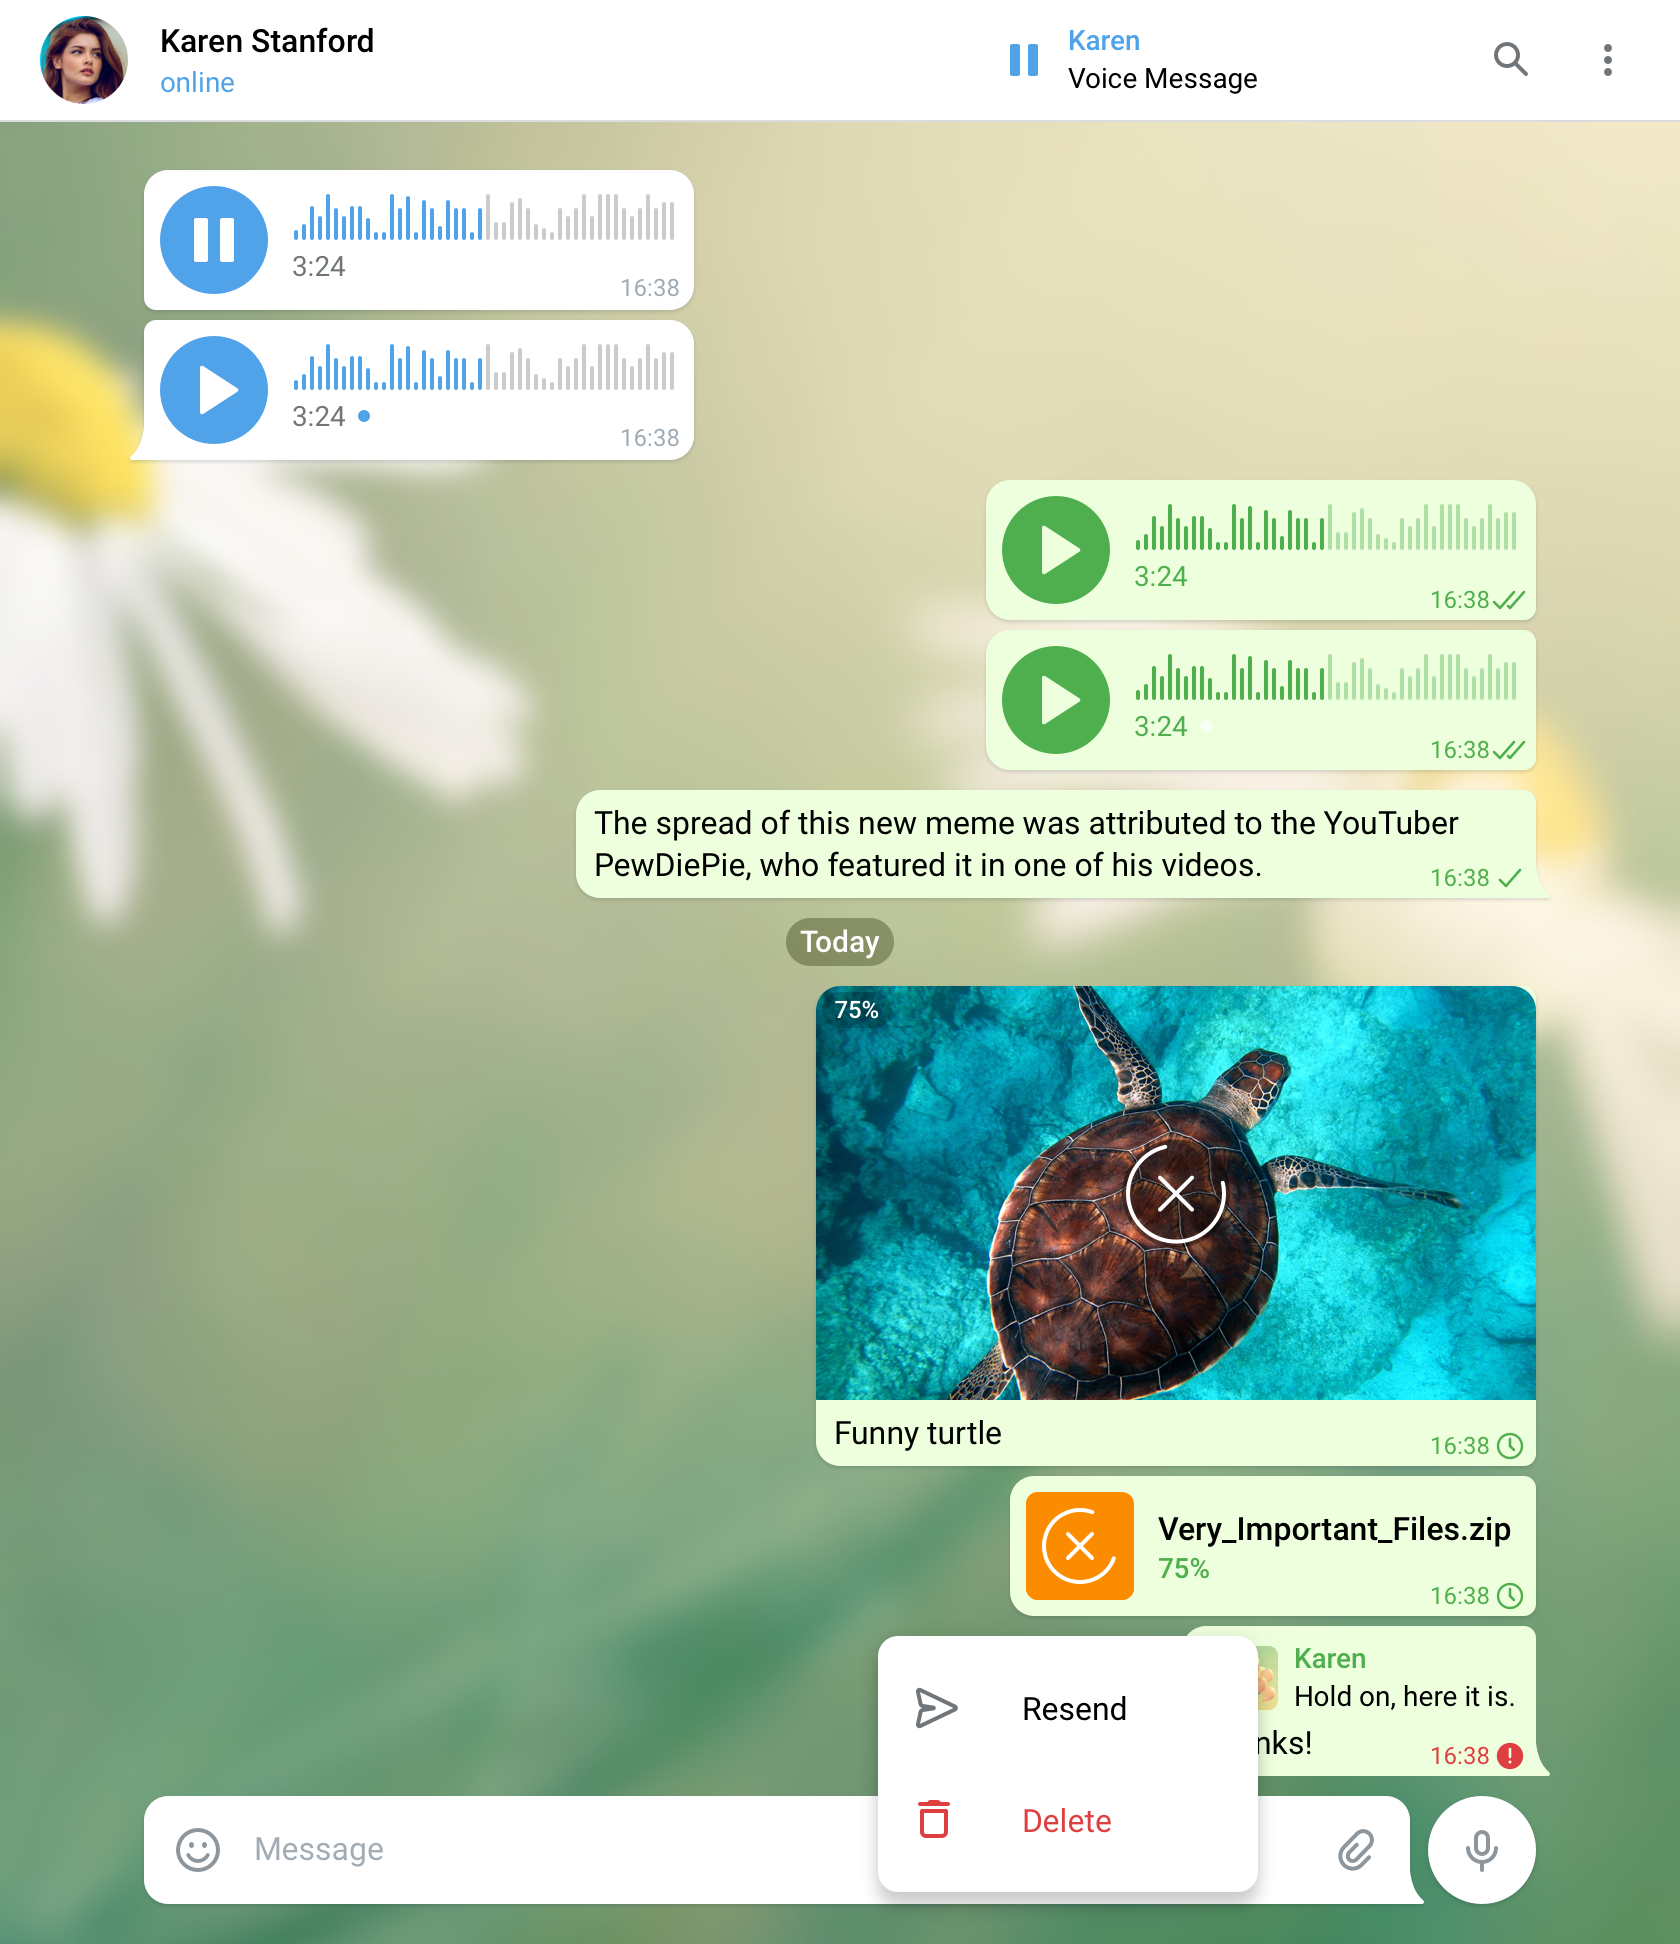 Karen Stanford
online
Karen
Voice Message
3:24
16:38
3:24
16:38
3:24
16:38
3:24
16:38
The spread of this new meme was attributed to the YouTuber
PewDiePie, who featured it in one of his videos.
16:38
Today
75%
Funny turtle
16:38
Very_Important_Files.zip
75%
16:38
Karen
Hold on, here it is.
nks!
16:38
Resend
Delete
Message